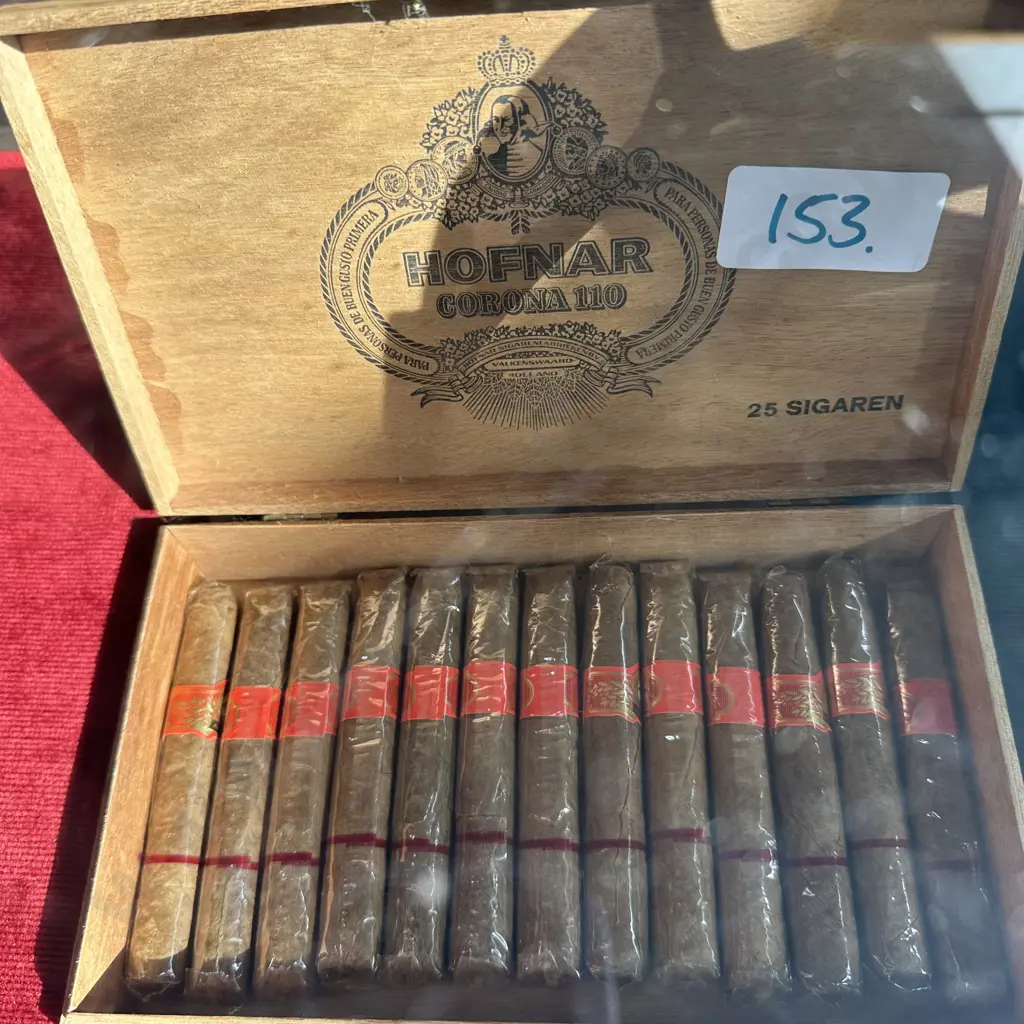 153.
PARA PERSONAS DE BUEN GUSTO PRIMERA
PARA PERSONAS DE BUEN GUSTO PRIMERA
HOFNAR
CORONA 110
VALKENSWAARD
HOLLAND
25 SIGAREN